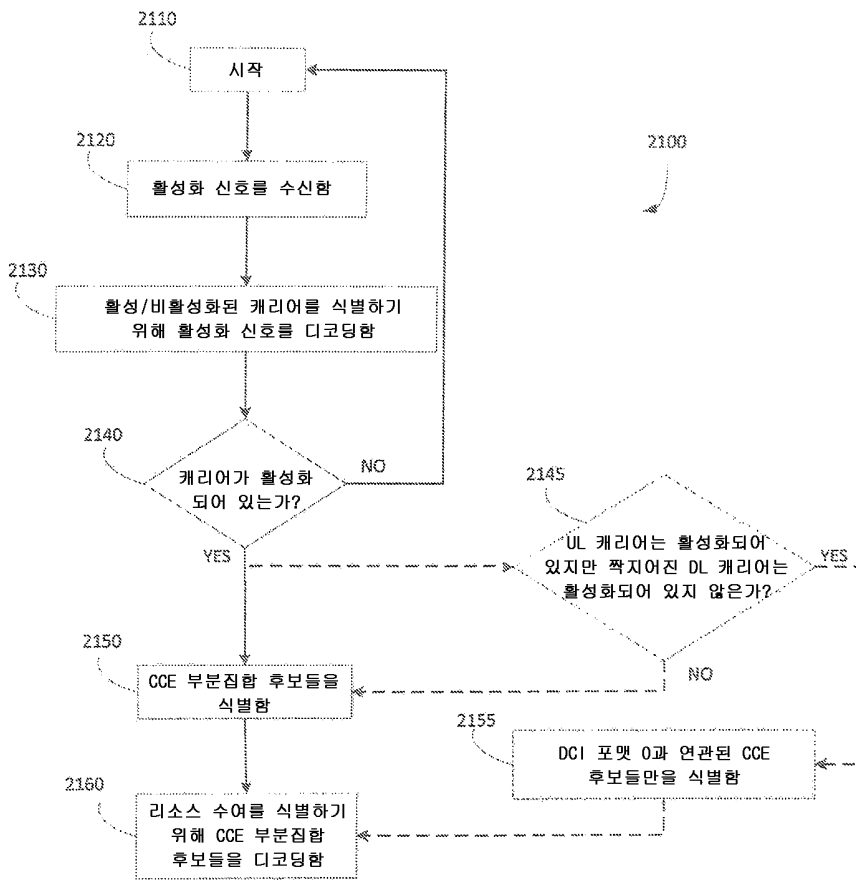 2110
시작
2120
2100
활성화 신호를 수신함
2130
활성/비활성화된 캐리어를 식별하기
위해 활성화 신호를 디코딩함
2140
NO
캐리어가 활성화
되어 있는가?
2145
YES
UL 캐리어는 활성화되어
있지만 짝지어진 DL 캐리어는
활성화되어 있지 않은가?
YES
2150
NO
CCE 부분집합 후보들을
식별함
2155
DCI 포맷 0과 연관된 CCE
후보들만을 식별함
2160
리소스 수여를 식별하기
위해 CCE 부분집합
후보들을 디코딩함